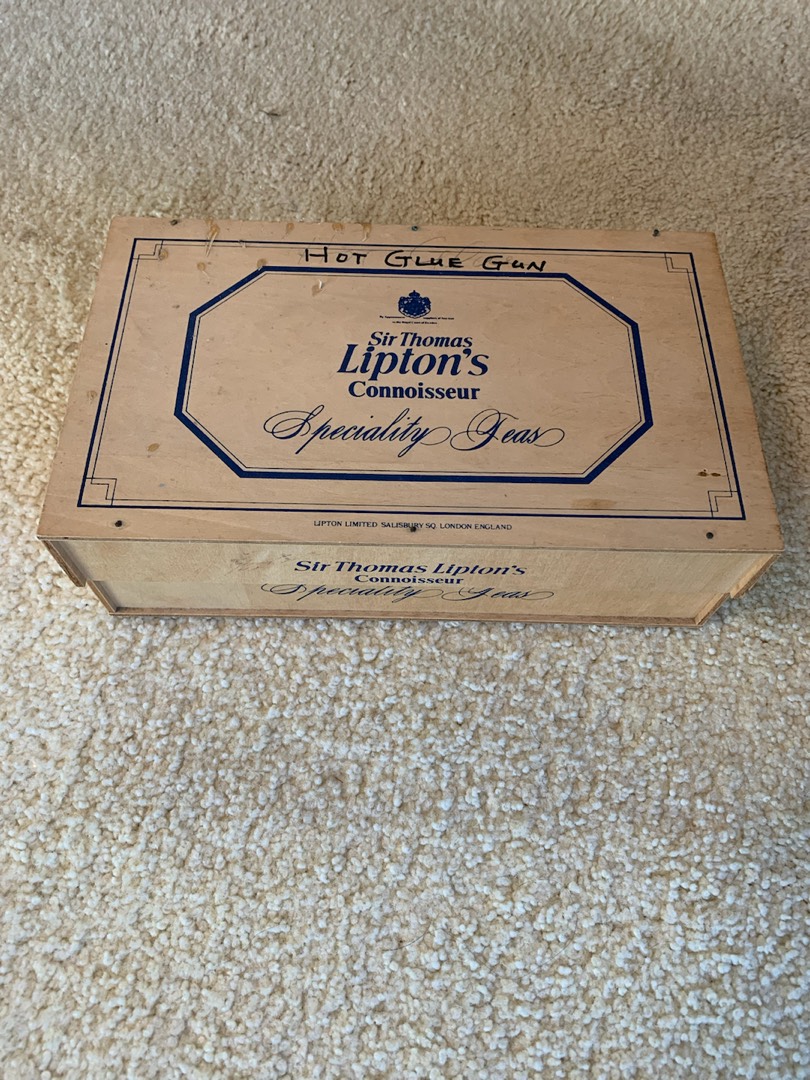 HOT GLUE GUN
Sir Thomas
Lipton's
Connoisseur
Speciality Teas
LIPTON LIMITED SALISBURY SQ. LONDON ENGLAND
Sir Thomas Lipton's
Connoisseur
Speciality Teas